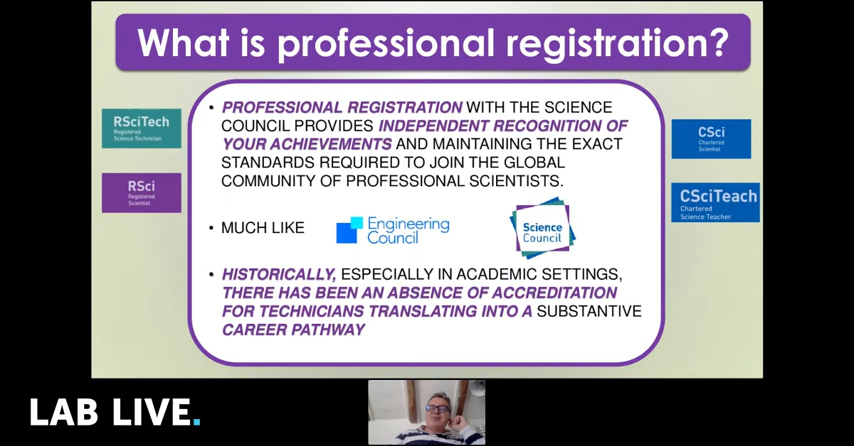 What is professional registration?
RSciTech
Registered
Science Technician
RSci
Registered
Scientist
• PROFESSIONAL REGISTRATION WITH THE SCIENCE
COUNCIL PROVIDES INDEPENDENT RECOGNITION OF
YOUR ACHIEVEMENTS AND MAINTAINING THE EXACT
STANDARDS REQUIRED TO JOIN THE GLOBAL
COMMUNITY OF PROFESSIONAL SCIENTISTS.
• MUCH LIKE
Engineering
Council
Science
Council
• HISTORICALLY, ESPECIALLY IN ACADEMIC SETTINGS,
THERE HAS BEEN AN ABSENCE OF ACCREDITATION
FOR TECHNICIANS TRANSLATING INTO A SUBSTANTIVE
CAREER PATHWAY
CSci
Chartered
Scientist
CSciTeach
Chartered
Science Teacher
LAB LIVE.